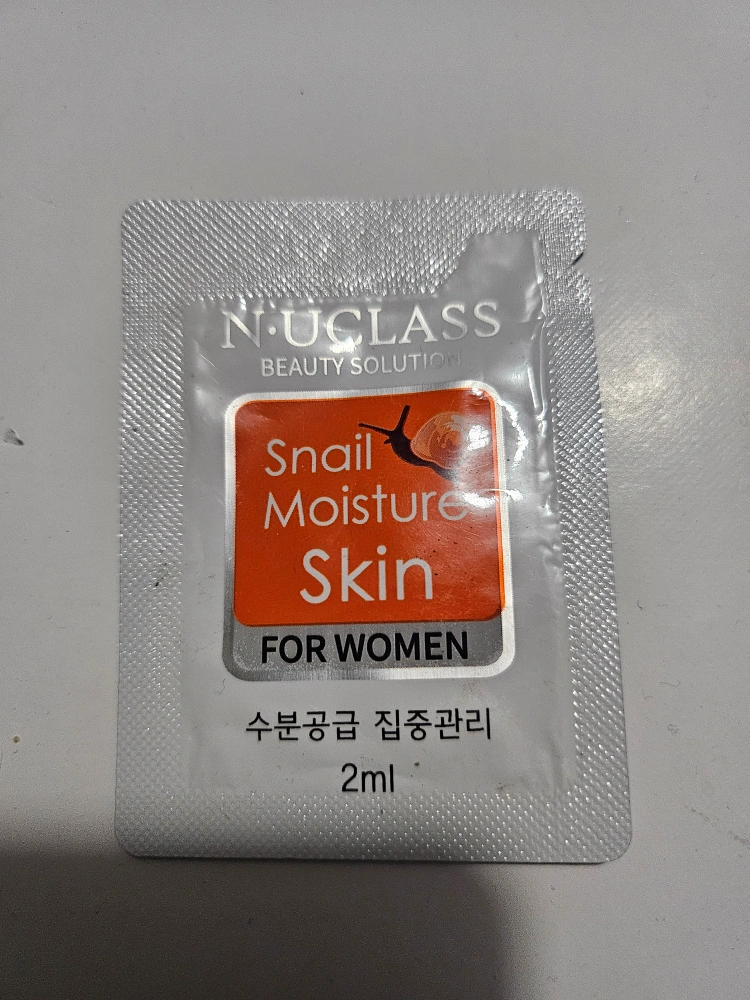 N·UCLASS
BEAUTY SOLUTION
Snail
Moisture
Skin
FOR WOMEN
수분공급 집중관리
2ml